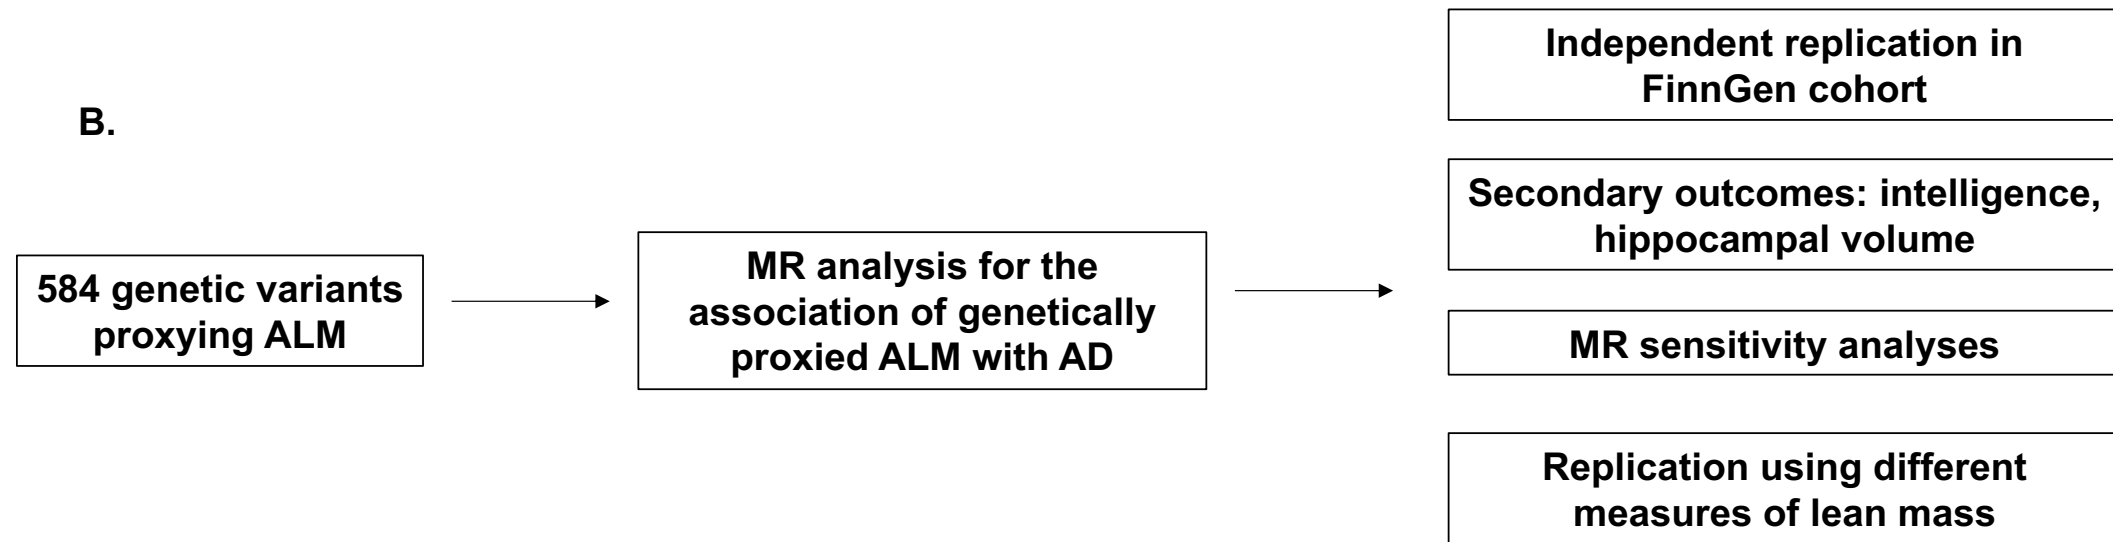 B.
584 genetic variants
proxying ALM
MR analysis for the
association of genetically
proxied ALM with AD
Independent replication in
FinnGen cohort
Secondary outcomes: intelligence,
hippocampal volume
MR sensitivity analyses
Replication using different
measures of lean mass